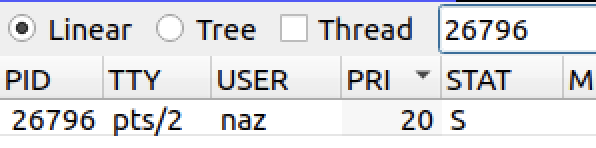 Linear Tree Thread 26796
PID TTY USER PRI STAT M
26796 pts/2 naz 20 S